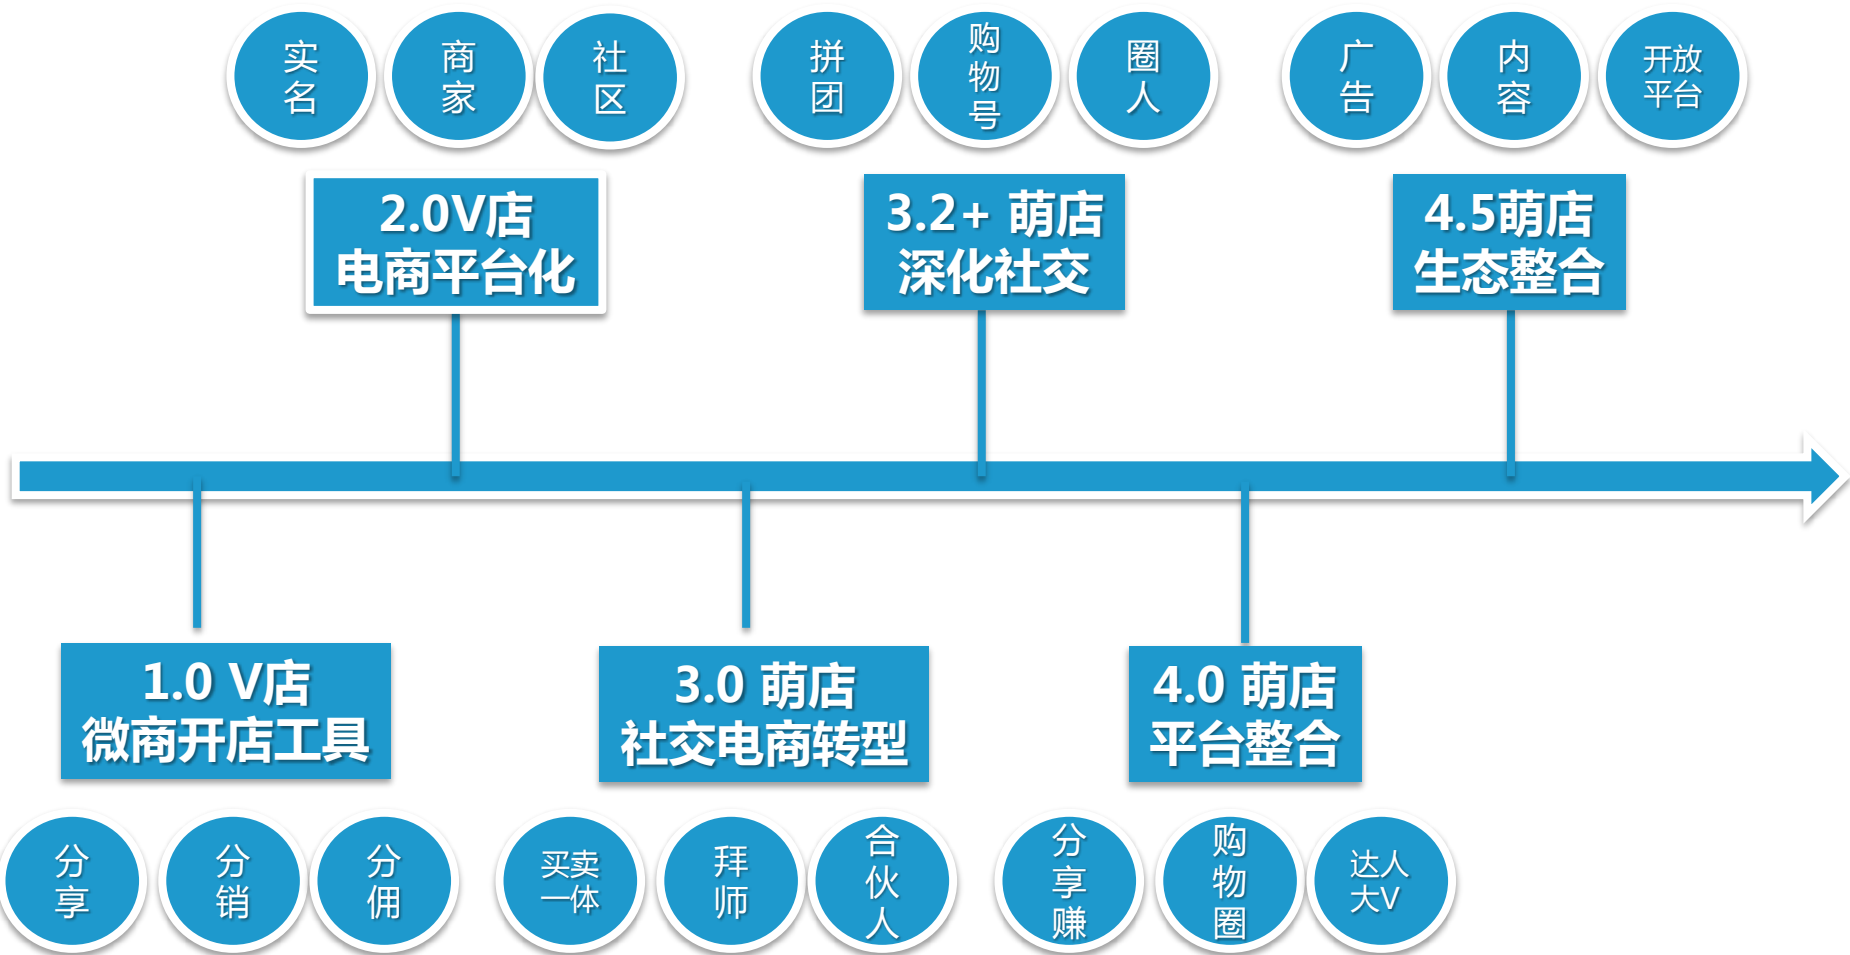 实
名
商
家
社
区
拼
团
购
物
号
圈
人
广
告
内
容
开放
平台
2.0V店
电商平台化
3.2+ 萌店
深化社交
4.5萌店
生态整合
1.0 V店
微商开店工具
3.0 萌店
社交电商转型
4.0 萌店
平台整合
分
享
分
销
分
佣
买卖
一体
拜
师
合
伙
人
分
享
赚
购
物
圈
达人
大V